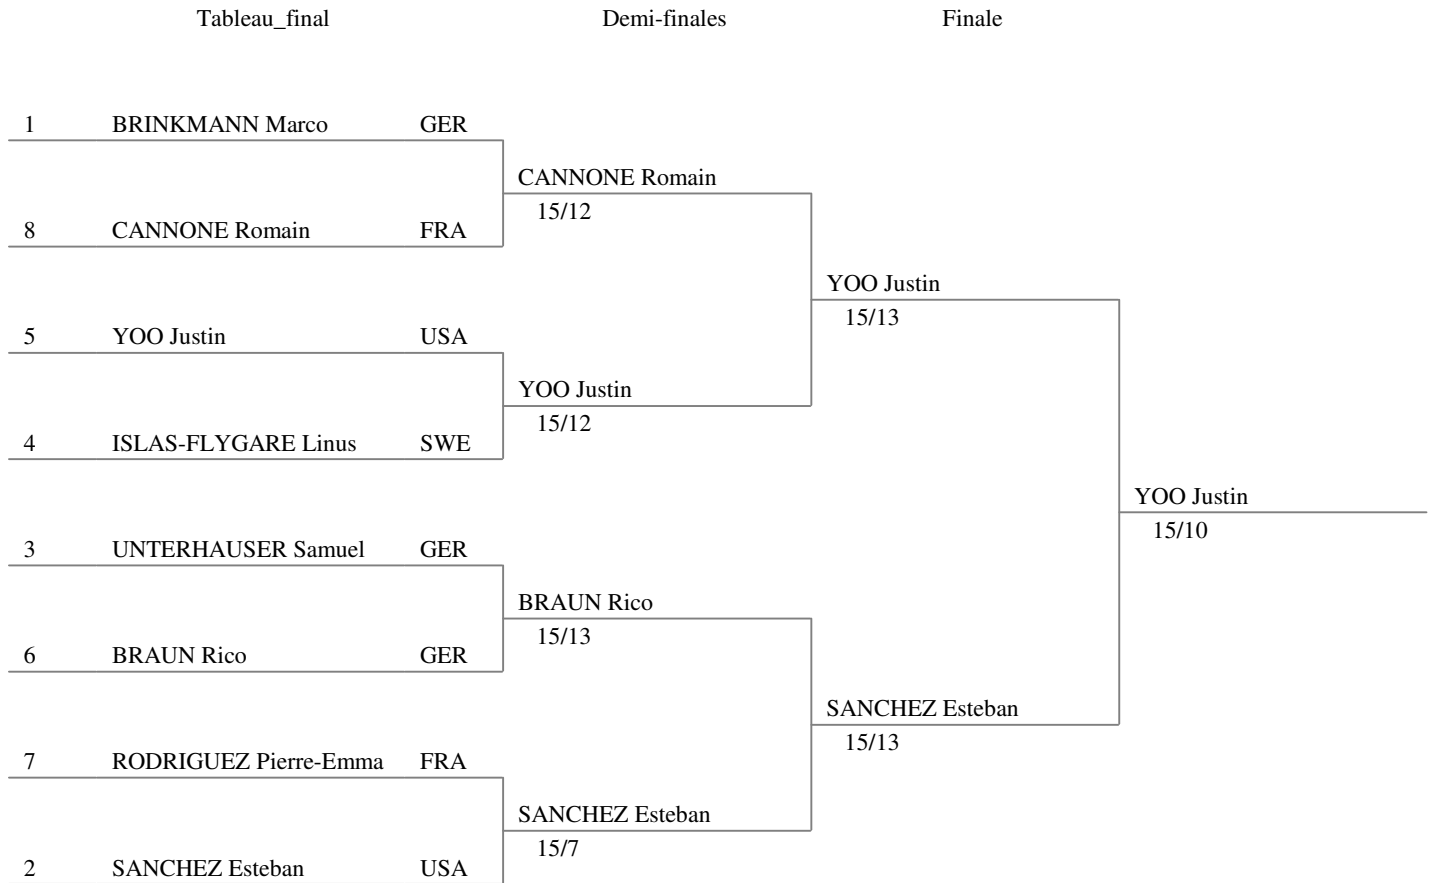 Tableau_final Demi-finales Finale
1 BRINKMANN Marco GER
CANNONE Romain
15/12
8 CANNONE Romain FRA
YOO Justin
15/13
5 YOO Justin USA
YOO Justin
15/12
4 ISLAS-FLYGARE Linus SWE
YOO Justin
15/10
3 UNTERHAUSER Samuel GER
BRAUN Rico
15/13
6 BRAUN Rico GER
SANCHEZ Esteban
15/13
7 RODRIGUEZ Pierre-Emma FRA
SANCHEZ Esteban
15/7
2 SANCHEZ Esteban USA